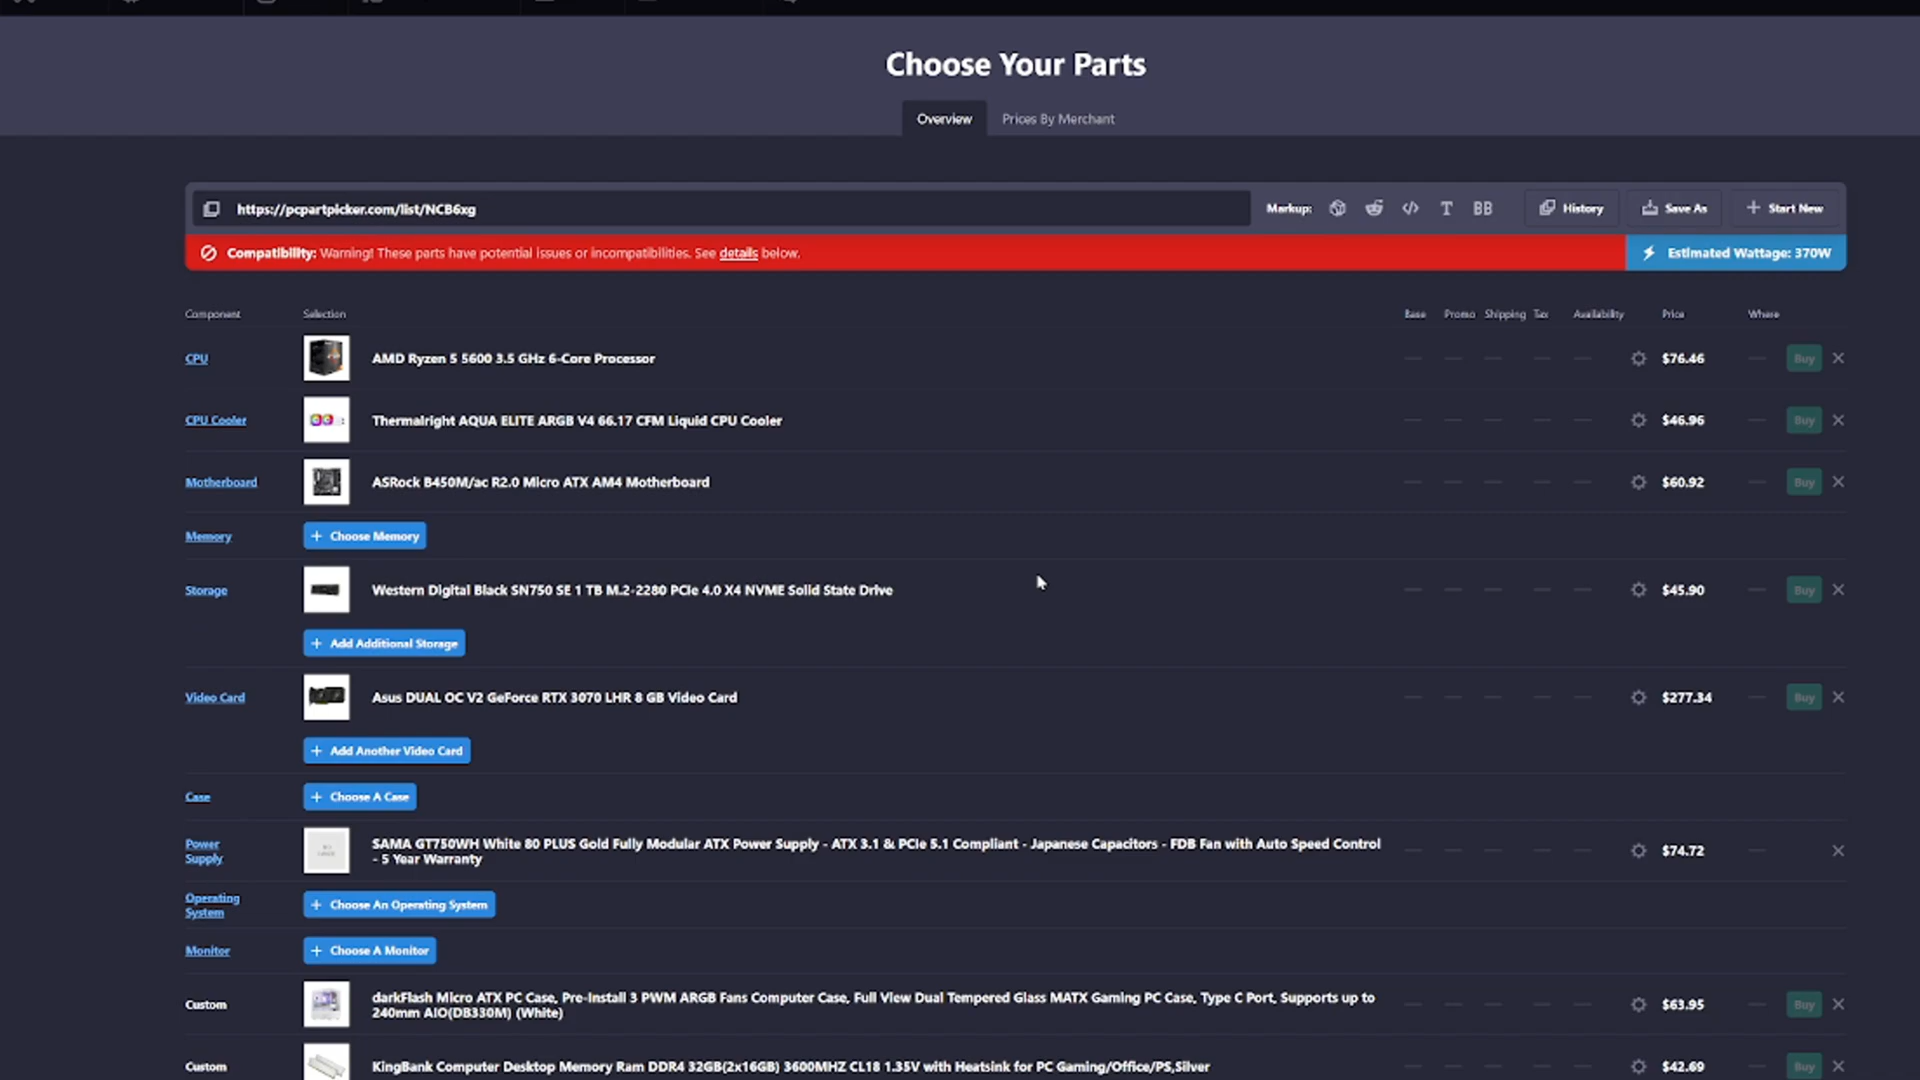 Choose Your Parts
Overview
Prices By Merchant
https://pcpartpicker.com/list/NCB6xg
Markup:
T
BB
History
Save As
+ Start New
Compatibility: Warning! These parts have potential issues or incompatibilities. See details below.
Estimated Wattage: 370W
Component
Selection
Base
Promo
Shipping
Tax
Availability
Price
Where
CPU
AMD Ryzen 5 5600 3.5 GHz 6-Core Processor
$76.46
Buy
CPU Cooler
Thermalright AQUA ELITE ARGB V4 66.17 CFM Liquid CPU Cooler
$46.96
Buy
Motherboard
ASRock B450M/ac R2.0 Micro ATX AM4 Motherboard
$60.92
Buy
Memory
+ Choose Memory
Storage
Western Digital Black SN750 SE 1 TB M.2-2280 PCIe 4.0 X4 NVME Solid State Drive
$45.90
Buy
+ Add Additional Storage
Video Card
Asus DUAL OC V2 GeForce RTX 3070 LHR 8 GB Video Card
$277.34
Buy
+ Add Another Video Card
Case
+ Choose A Case
Power
Supply
SAMA GT750WH White 80 PLUS Gold Fully Modular ATX Power Supply - ATX 3.1 & PCIe 5.1 Compliant - Japanese Capacitors - FDB Fan with Auto Speed Control
- 5 Year Warranty
$74.72
Operating
System
+ Choose An Operating System
Monitor
+ Choose A Monitor
Custom
darkFlash Micro ATX PC Case, Pre-Install 3 PWM ARGB Fans Computer Case, Full View Dual Tempered Glass MATX Gaming PC Case, Type C Port, Supports up to
240mm AIO(DB330M) (White)
$63.95
Buy
Custom
KingBank Computer Desktop Memory Ram DDR4 32GB(2x16GB) 3600MHZ CL18 1.35V with Heatsink for PC Gaming/Office/PS,Silver
$42.69
Buy